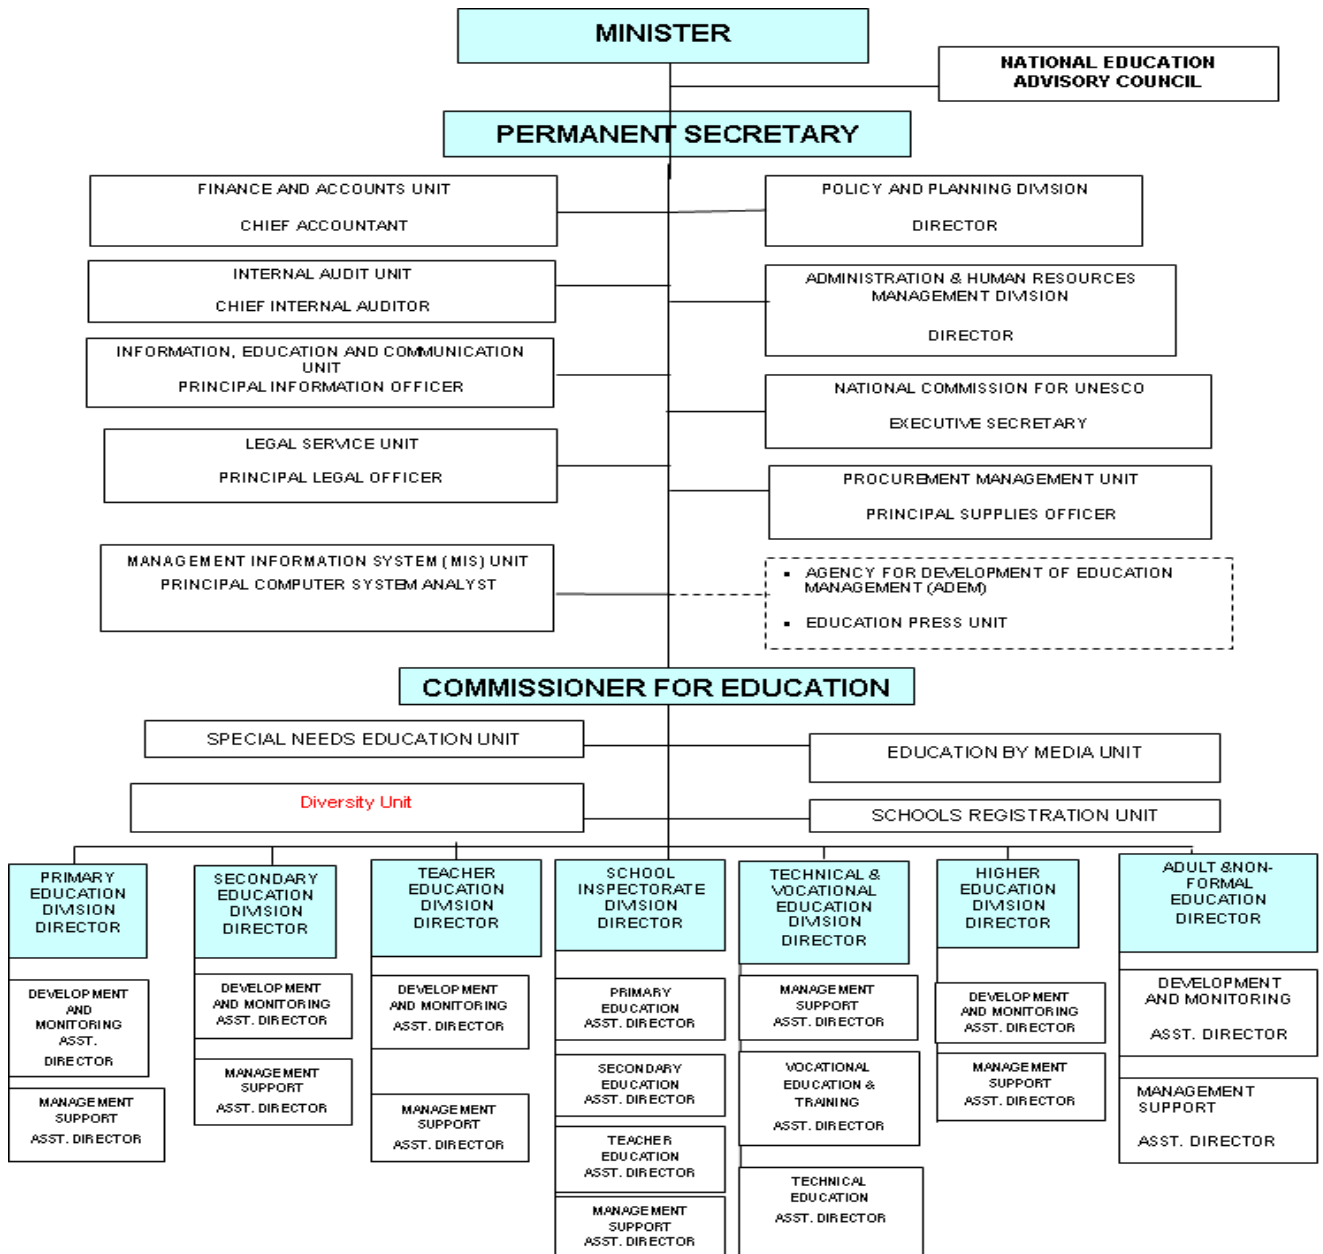 MINISTER
NATIONAL EDUCATION
ADVISORY COUNCIL
PERMANENT SECRETARY
FINANCE AND ACCOUNTS UNIT
CHIEF ACCOUNTANT
POLICY AND PLANNING DIVISION
DIRECTOR
INTERNAL AUDIT UNIT
CHIEF INTERNAL AUDITOR
ADMINISTRATION & HUMAN RESOURCES
MANAGEMENT DIVISION
DIRECTOR
INFORMATION, EDUCATION AND COMMUNICATION
UNIT
PRINCIPAL INFORMATION OFFICER
NATIONAL COMMISSION FOR UNESCO
EXECUTIVE SECRETARY
LEGAL SERVICE UNIT
PRINCIPAL LEGAL OFFICER
PROCUREMENT MANAGEMENT UNIT
PRINCIPAL SUPPLIES OFFICER
MANAGEMENT INFORMATION SYSTEM (MIS) UNIT
PRINCIPAL COMPUTER SYSTEM ANALYST
▪ AGENCY FOR DEVELOPMENT OF EDUCATION
MANAGEMENT (ADEM)
▪ EDUCATION PRESS UNIT
COMMISSIONER FOR EDUCATION
SPECIAL NEEDS EDUCATION UNIT
EDUCATION BY MEDIA UNIT
Diversity Unit
SCHOOLS REGISTRATION UNIT
PRIMARY
EDUCATION
DIVISION
DIRECTOR
DEVELOPMENT
AND
MONITORING
ASST.
DIRECTOR
MANAGEMENT
SUPPORT
ASST. DIRECTOR
SECONDARY
EDUCATION
DIVISION
DIRECTOR
DEVELOPMENT
AND MONITORING
ASST. DIRECTOR
MANAGEMENT
SUPPORT
ASST. DIRECTOR
TEACHER
EDUCATION
DIVISION
DIRECTOR
DEVELOPMENT
AND MONITORING
ASST. DIRECTOR
MANAGEMENT
SUPPORT
ASST. DIRECTOR
SCHOOL
INSPECTORATE
DIVISION
DIRECTOR
PRIMARY
EDUCATION
ASST. DIRECTOR
SECONDARY
EDUCATION
ASST. DIRECTOR
TEACHER
EDUCATION
ASST. DIRECTOR
MANAGEMENT
SUPPORT
ASST. DIRECTOR
TECHNICAL &
VOCATIONAL
EDUCATION
DIVISION
DIRECTOR
MANAGEMENT
SUPPORT
ASST. DIRECTOR
VOCATIONAL
EDUCATION &
TRAINING
ASST. DIRECTOR
TECHNICAL
EDUCATION
ASST. DIRECTOR
HIGHER
EDUCATION
DIVISION
DIRECTOR
DEVELOPMENT
AND MONITORING
ASST. DIRECTOR
MANAGEMENT
SUPPORT
ASST. DIRECTOR
ADULT &NON-
FORMAL
EDUCATION
DIRECTOR
DEVELOPMENT
AND MONITORING
ASST. DIRECTOR
MANAGEMENT
SUPPORT
ASST. DIRECTOR